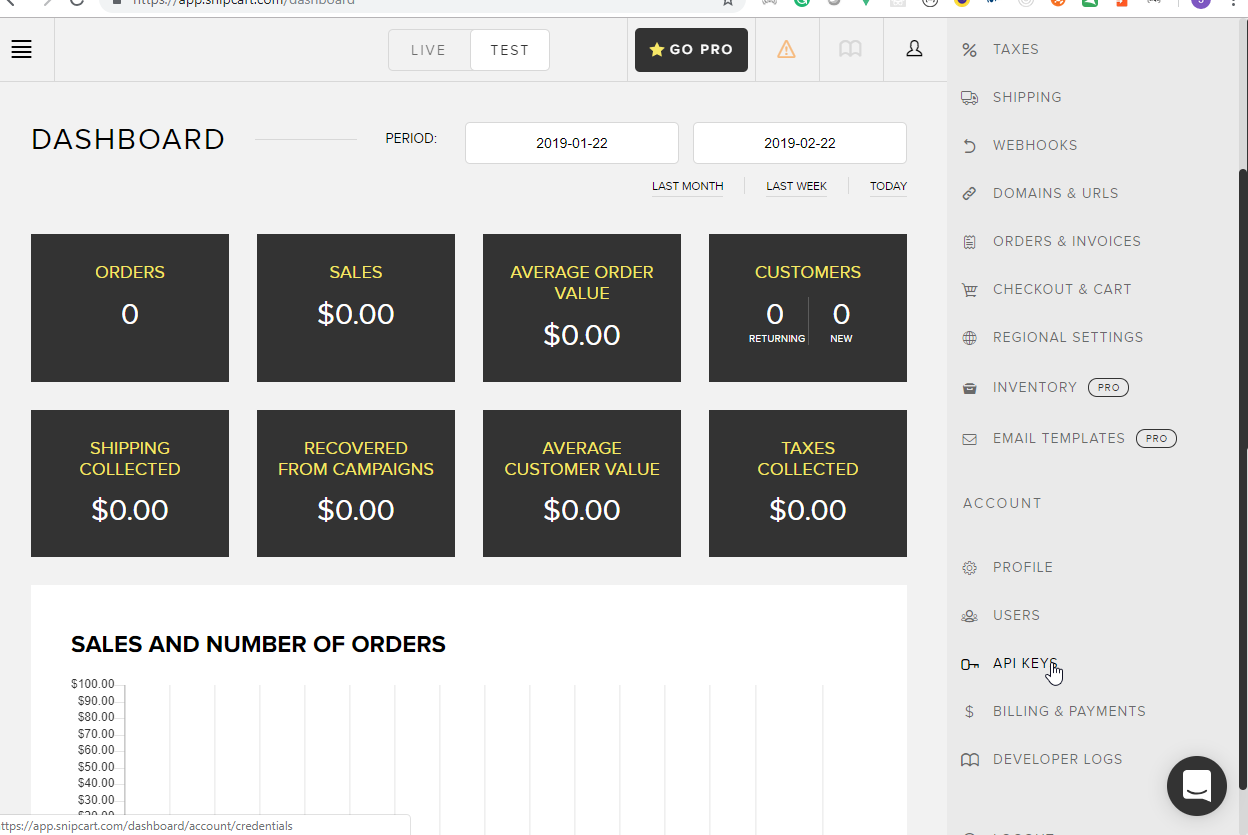 https://app.snipcart.com/dashboard
LIVE
TEST
GO PRO
DASHBOARD
PERIOD:
2019-01-22
2019-02-22
LAST MONTH
LAST WEEK
TODAY
ORDERS
0
SALES
$0.00
AVERAGE ORDER
VALUE
$0.00
CUSTOMERS
0
RETURNING
0
NEW
SHIPPING
COLLECTED
$0.00
RECOVERED
FROM CAMPAIGNS
$0.00
AVERAGE
CUSTOMER VALUE
$0.00
TAXES
COLLECTED
$0.00
SALES AND NUMBER OF ORDERS
$100.00
$90.00
$80.00
$70.00
$60.00
$50.00
$40.00
$30.00
$20.00
ttps://app.snipcart.com/dashboard/account/credentials
TAXES
SHIPPING
WEBHOOKS
DOMAINS & URLS
ORDERS & INVOICES
CHECKOUT & CART
REGIONAL SETTINGS
INVENTORY PRO
EMAIL TEMPLATES PRO
ACCOUNT
PROFILE
USERS
API KEYS
$ BILLING & PAYMENTS
DEVELOPER LOGS